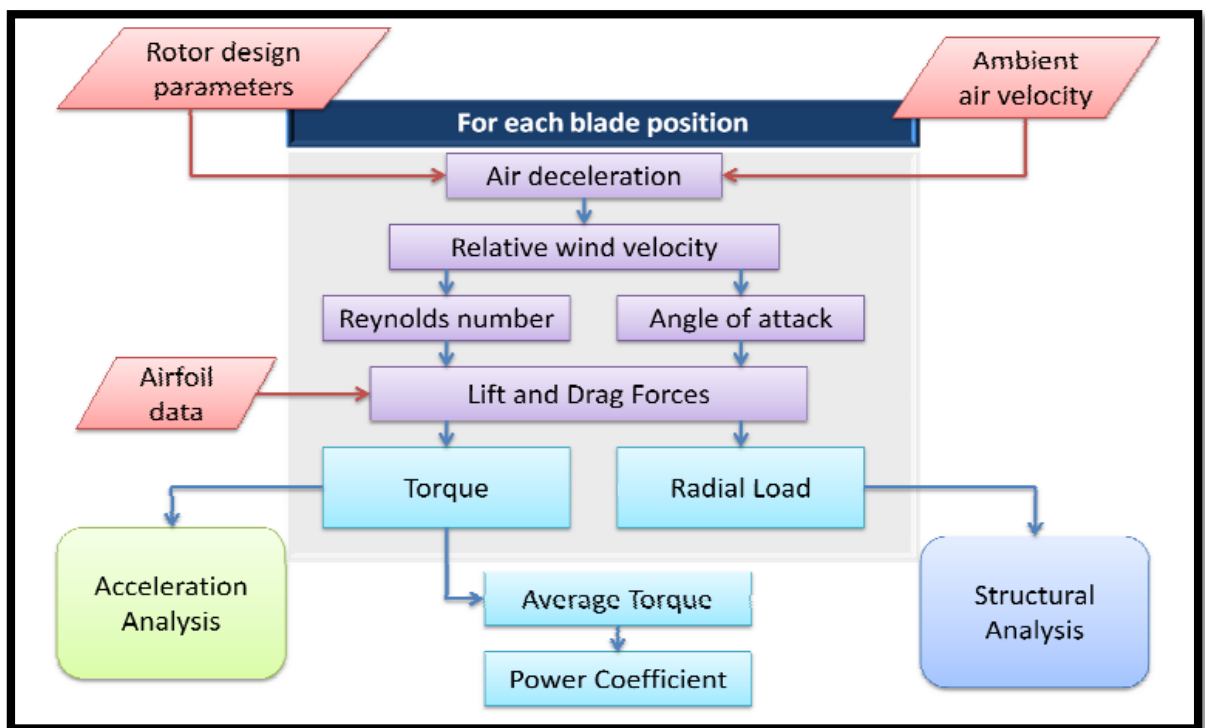 Rotor design
parameters
Ambient
air velocity
For each blade position
Air deceleration
Relative wind velocity
Reynolds number
Angle of attack
Airfoil
data
Lift and Drag Forces
Torque
Radial Load
Acceleration
Analysis
Average Torque
Structural
Analysis
Power Coefficient